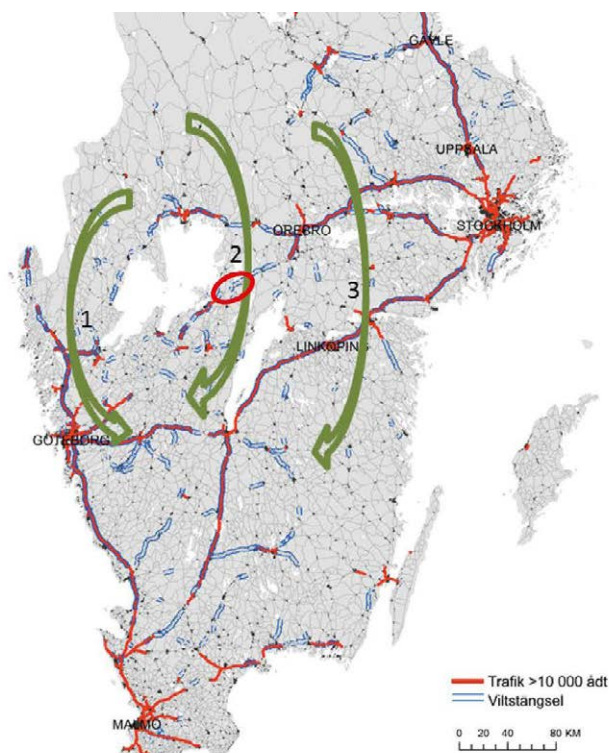 GÄVLE
UPPSALA
STOCKHOLM
ÖREBRO
2
3
1
LINKÖPIN
GÖTEBORG
MALMÖ
Trafik >10 000 ådt
Viltstängsel
0 20 40 80 KM